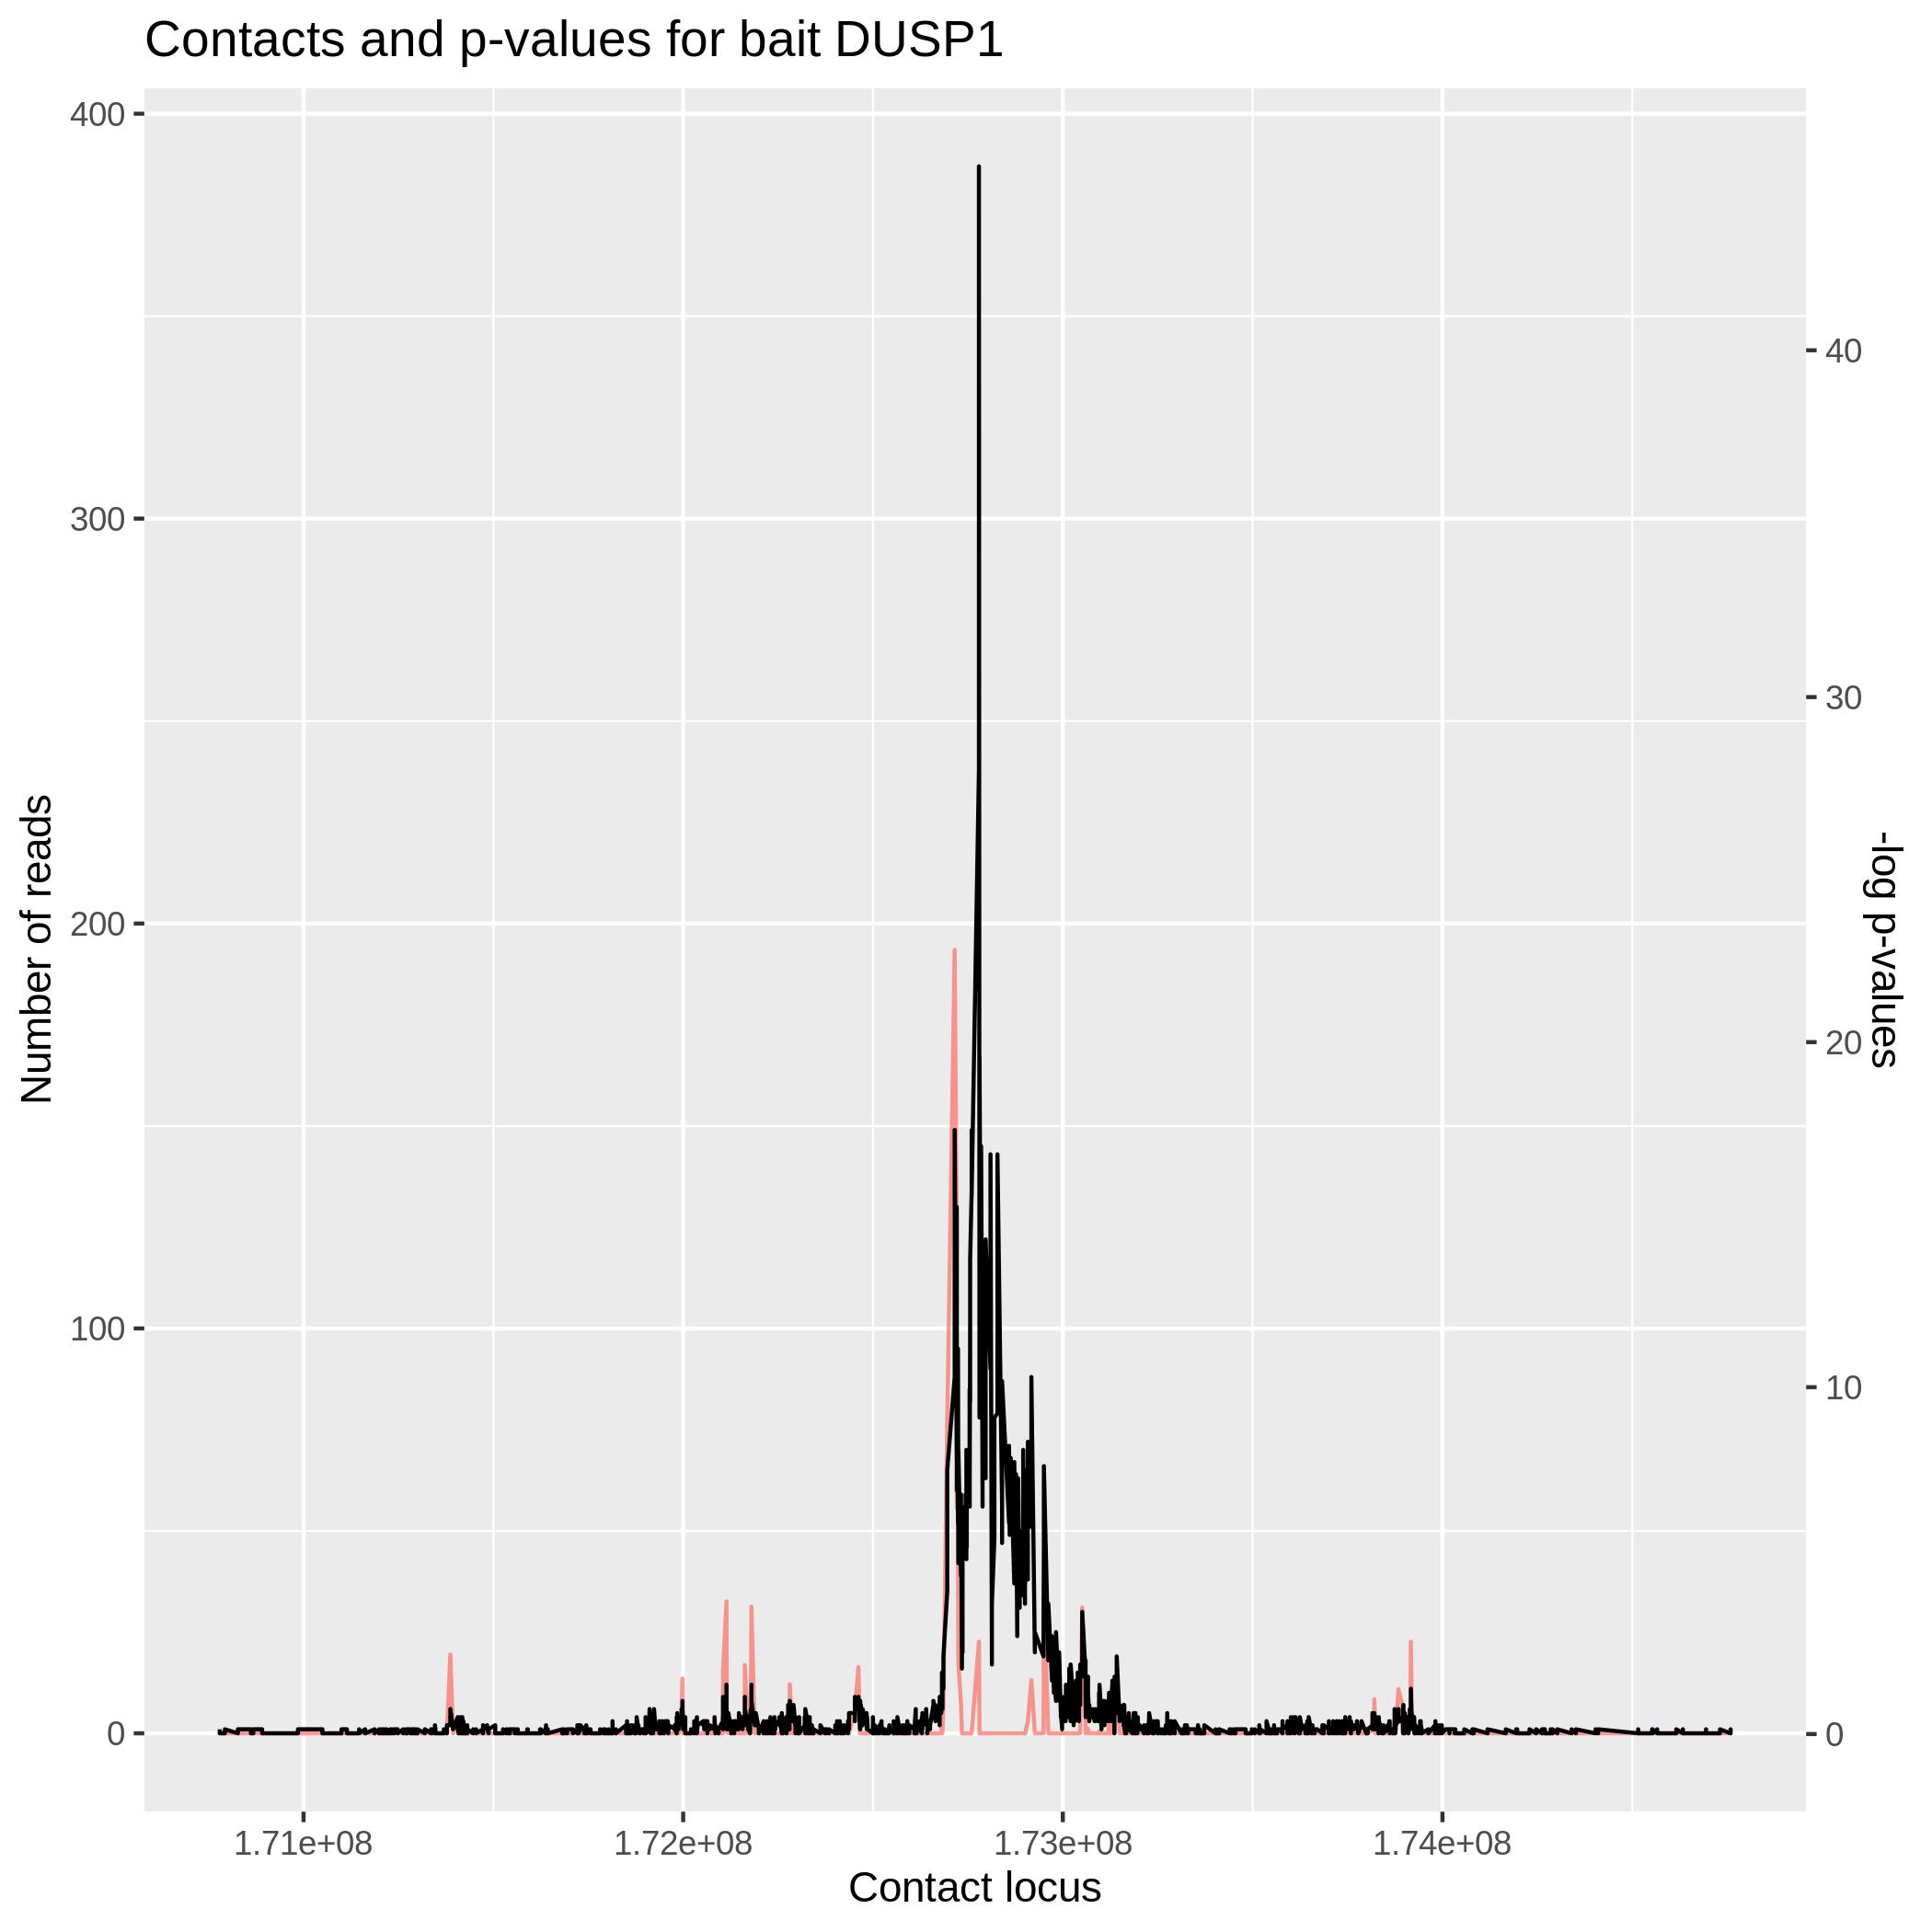 Contacts and p-values for bait DUSP1
400
300
200
100
0
Number of reads
40
30
20
10
0
-log p-values
1.71e+08
1.72e+08
1.73e+08
1.74e+08
Contact locus